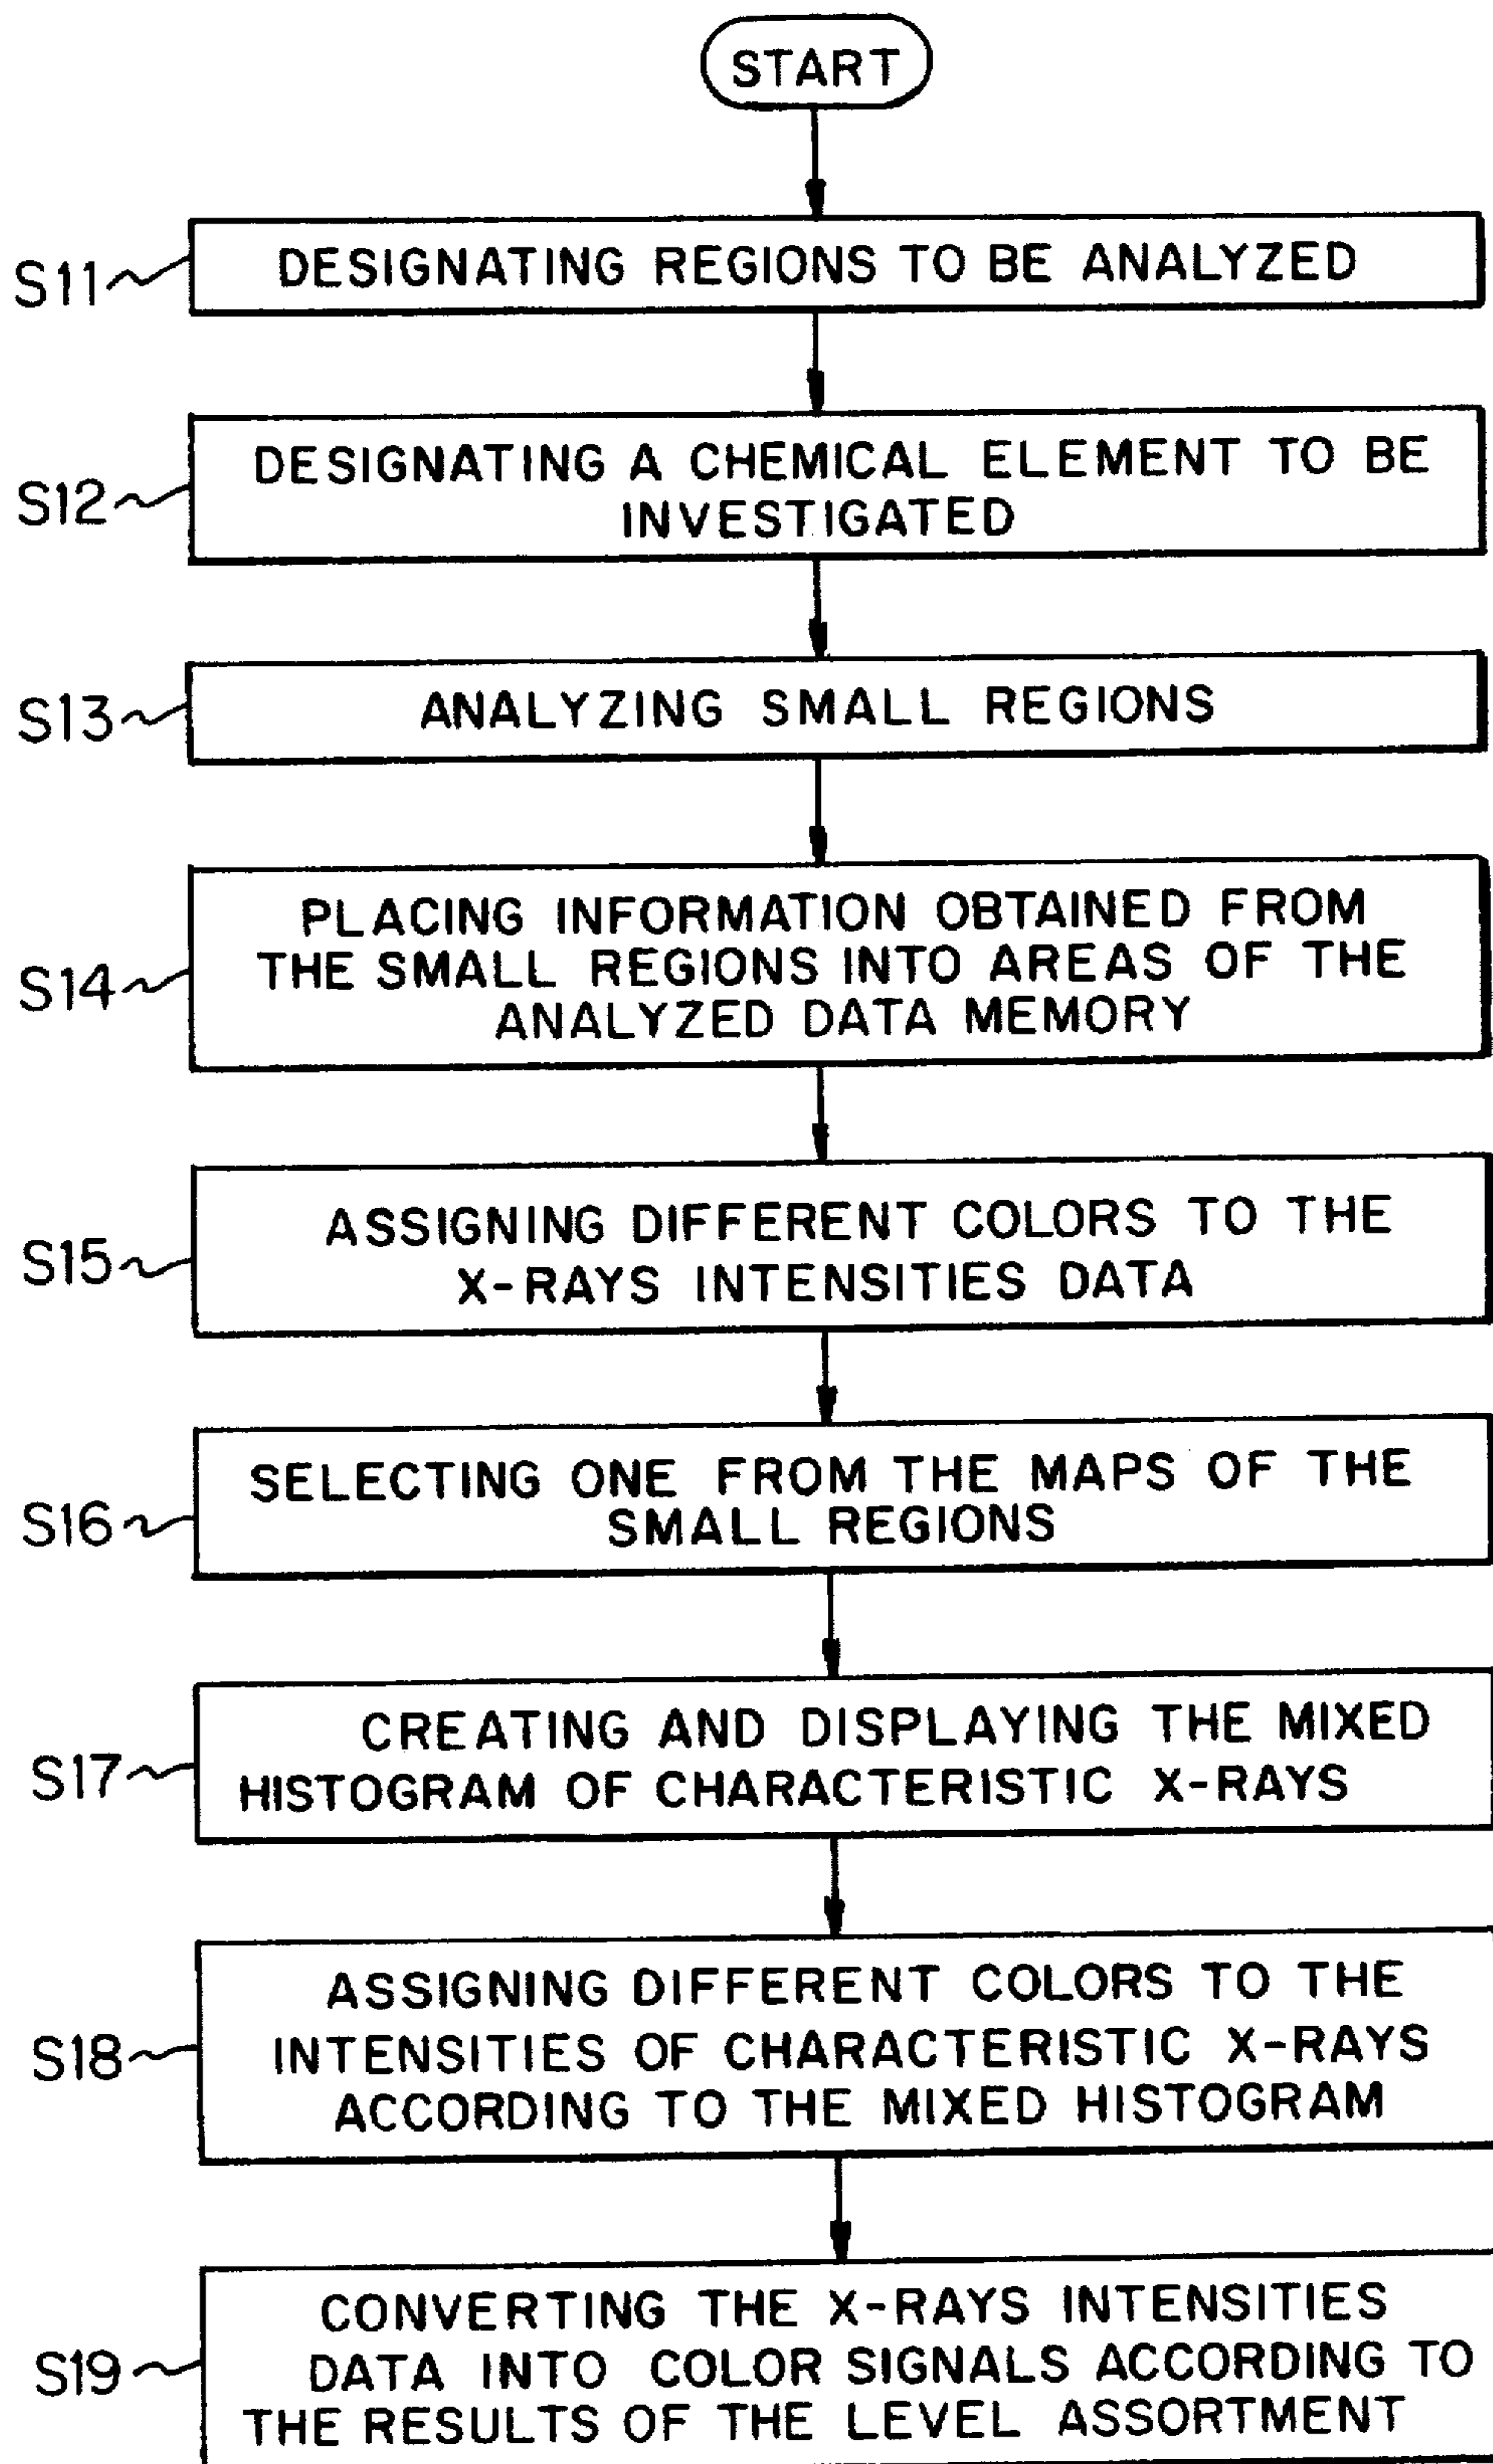 START
S11
DESIGNATING REGIONS TO BE ANALYZED
S12
DESIGNATING A CHEMICAL ELEMENT TO BE
INVESTIGATED
S13
ANALYZING SMALL REGIONS
S14
PLACING INFORMATION OBTAINED FROM
THE SMALL REGIONS INTO AREAS OF THE
ANALYZED DATA MEMORY
S15
ASSIGNING DIFFERENT COLORS TO THE
X-RAYS INTENSITIES DATA
S16
SELECTING ONE FROM THE MAPS OF THE
SMALL REGIONS
S17
CREATING AND DISPLAYING THE MIXED
HISTOGRAM OF CHARACTERISTIC X-RAYS
S18
ASSIGNING DIFFERENT COLORS TO THE
INTENSITIES OF CHARACTERISTIC X-RAYS
ACCORDING TO THE MIXED HISTOGRAM
S19
CONVERTING THE X-RAYS INTENSITIES
DATA INTO COLOR SIGNALS ACCORDING TO
THE RESULTS OF THE LEVEL ASSORTMENT